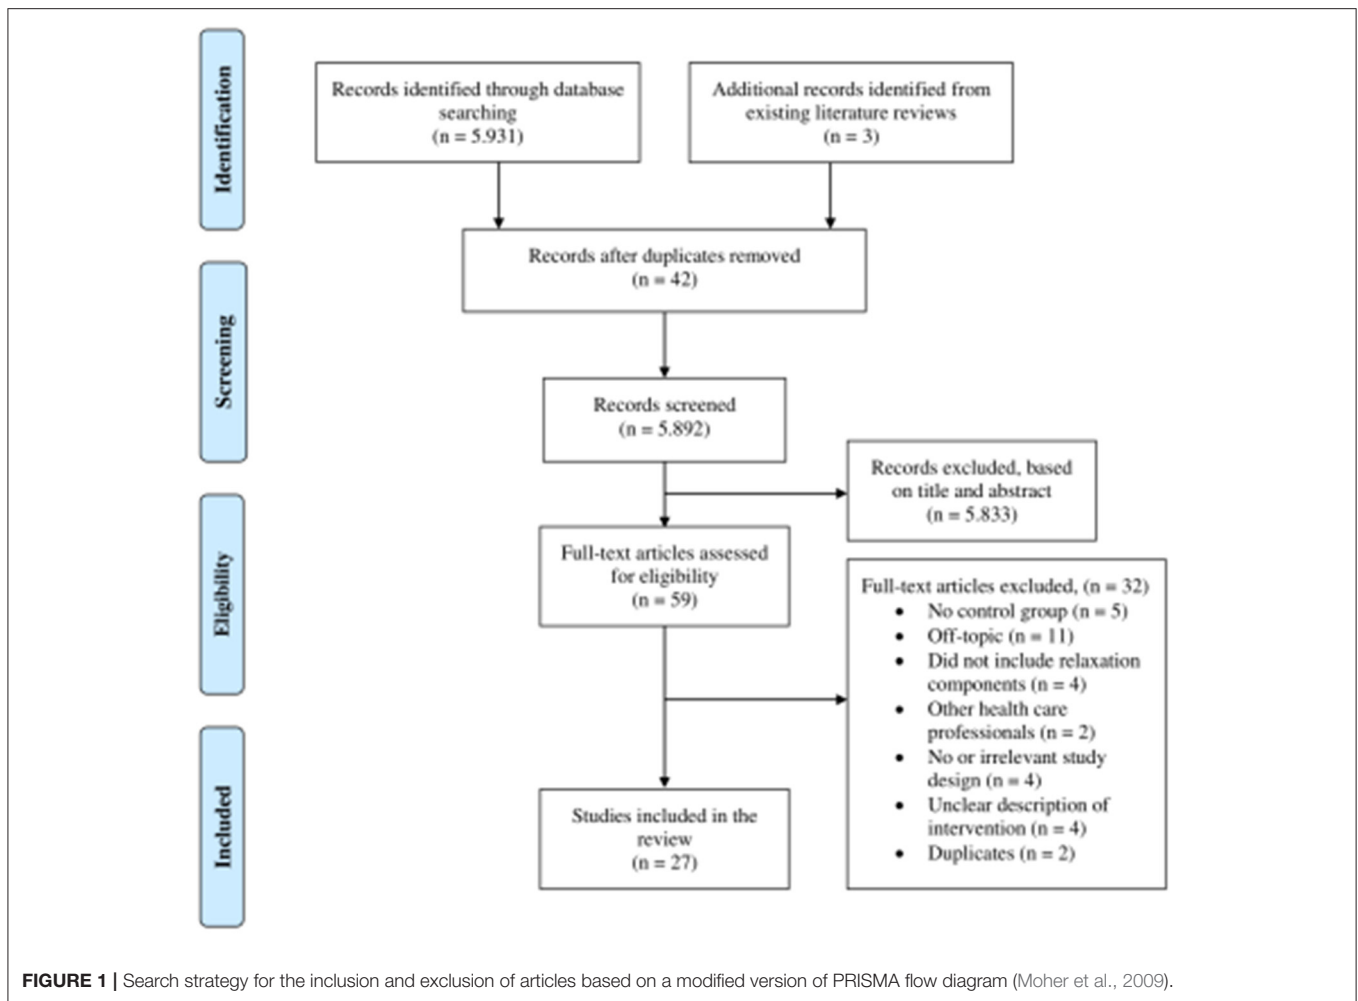 Identification
Records identified through database
searching
(n = 5.931)
Additional records identified from
existing literature reviews
(n = 3)
Records after duplicates removed
(n = 42)
Screening
Records screened
(n = 5.892)
Records excluded, based
on title and abstract
(n = 5.833)
Eligibility
Full-text articles assessed
for eligibility
(n = 59)
Full-text articles excluded, (n = 32)
• No control group (n = 5)
• Off-topic (n = 11)
• Did not include relaxation
components (n = 4)
• Other health care
professionals (n = 2)
• No or irrelevant study
design (n = 4)
• Unclear description of
intervention (n = 4)
• Duplicates (n = 2)
Included
Studies included in the
review
(n = 27)
FIGURE 1 | Search strategy for the inclusion and exclusion of articles based on a modified version of PRISMA flow diagram (Moher et al., 2009).